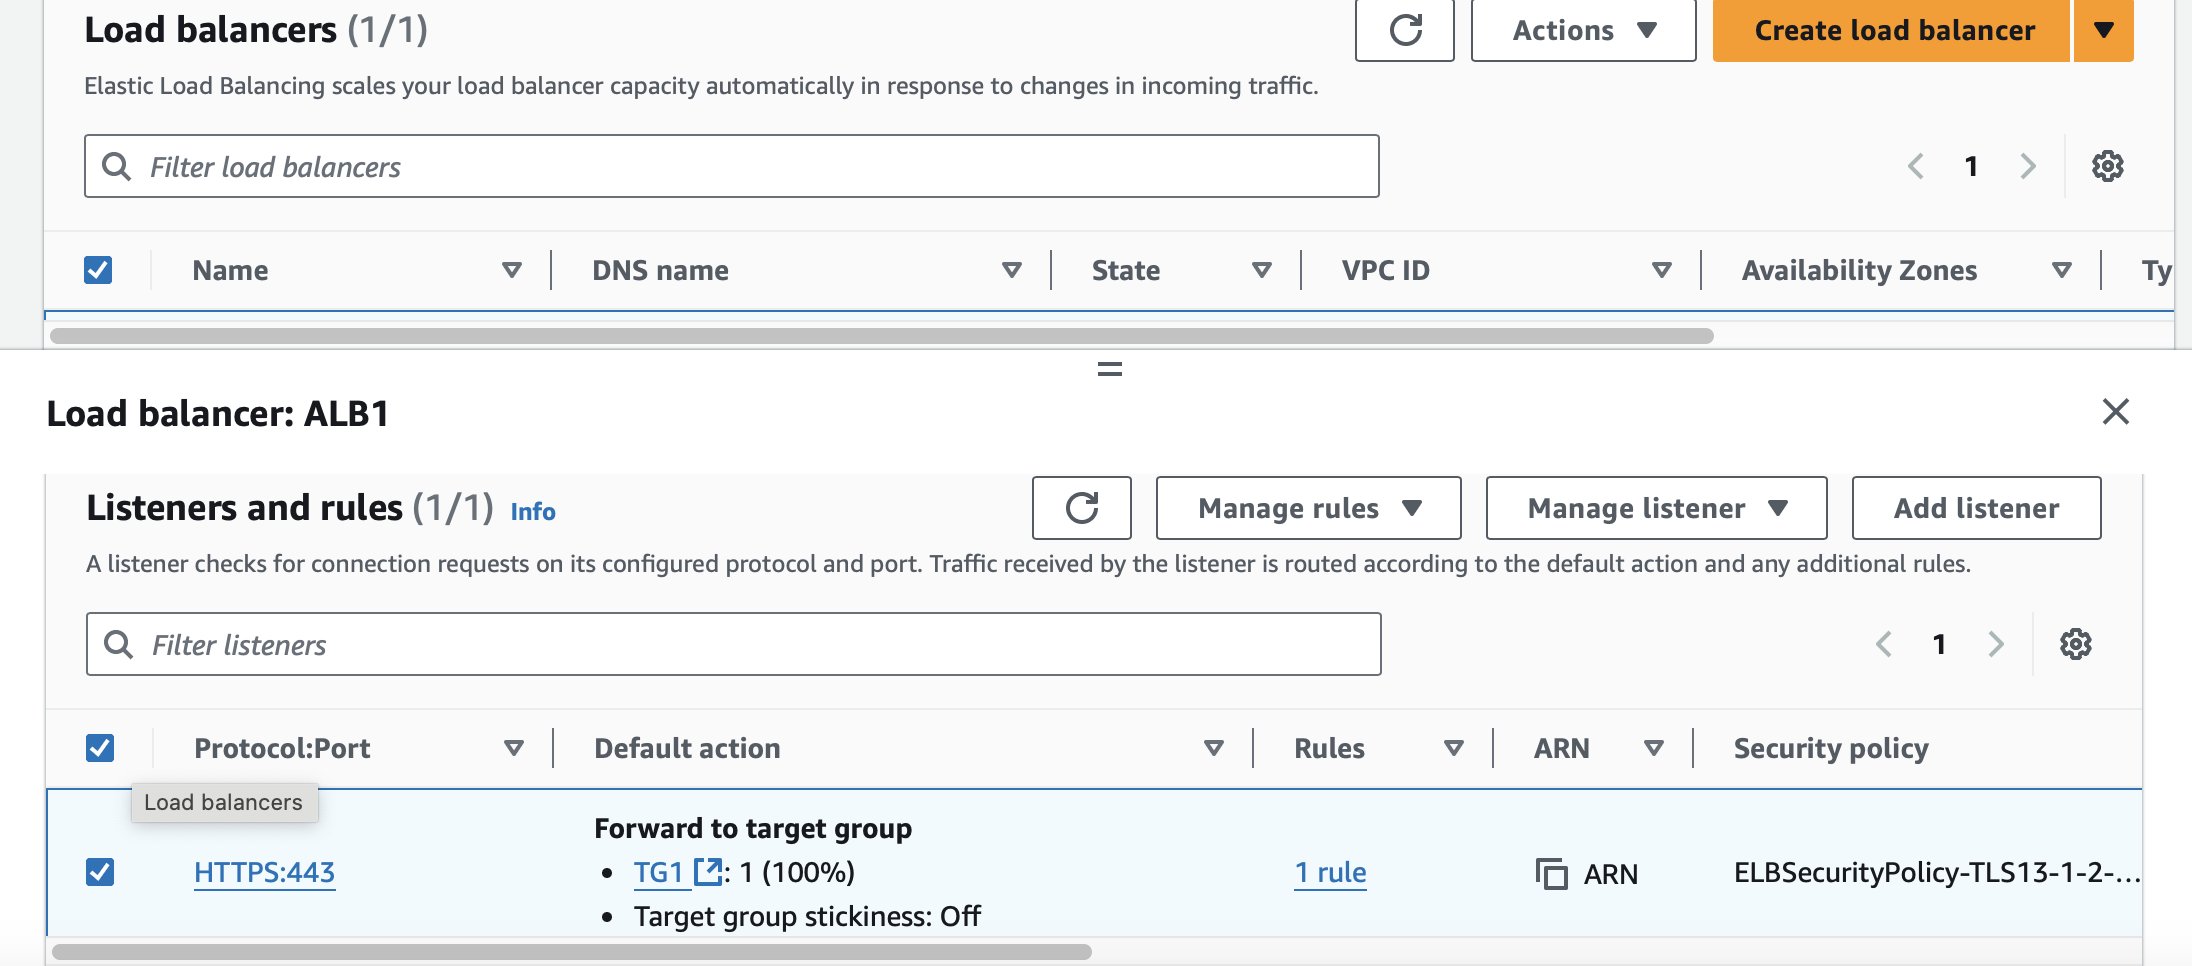 Load balancers (1/1)
Actions
Create load balancer
Elastic Load Balancing scales your load balancer capacity automatically in response to changes in incoming traffic.
Filter load balancers
1
Name
DNS name
State
VPC ID
Availability Zones
Ty
Load balancer: ALB1
Listeners and rules (1/1) Info
Manage rules
Manage listener
Add listener
A listener checks for connection requests on its configured protocol and port. Traffic received by the listener is routed according to the default action and any additional rules.
Filter listeners
1
Protocol:Port
Default action
Rules
ARN
Security policy
Load balancers
Forward to target group
HTTPS:443
• TG1 : 1 (100%)
1 rule
ARN
ELBSecurityPolicy-TLS13-1-2-...
• Target group stickiness: Off